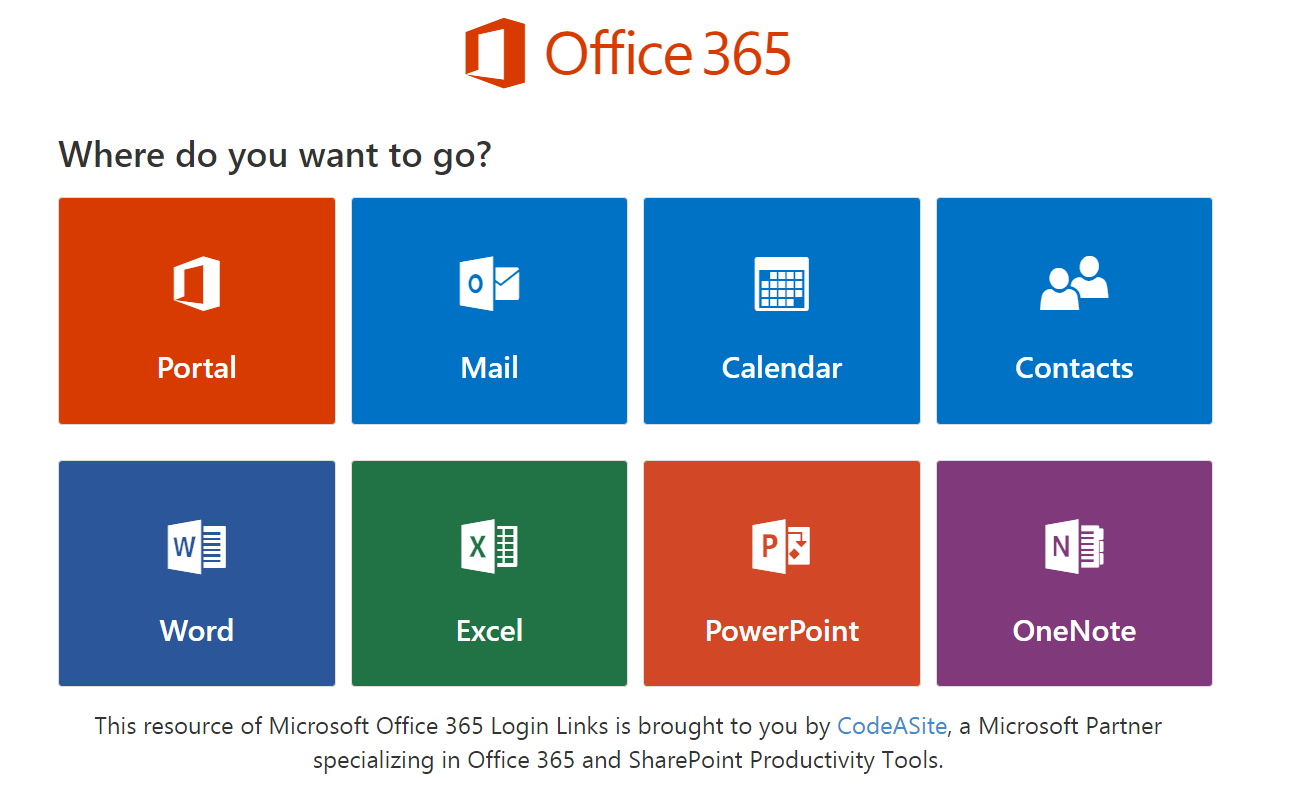 Office 365
Where do you want to go?
Portal
Mail
Calendar
Contacts
Word
Excel
PowerPoint
OneNote
This resource of Microsoft Office 365 Login Links is brought to you by CodeASite, a Microsoft Partner
specializing in Office 365 and SharePoint Productivity Tools.